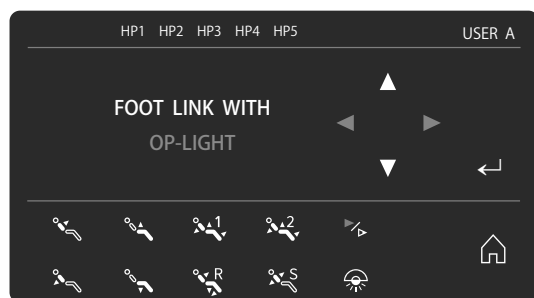 HP1 HP2 HP3 HP4 HP5 USER A
FOOT LINK WITH
OP-LIGHT
1 2
R S